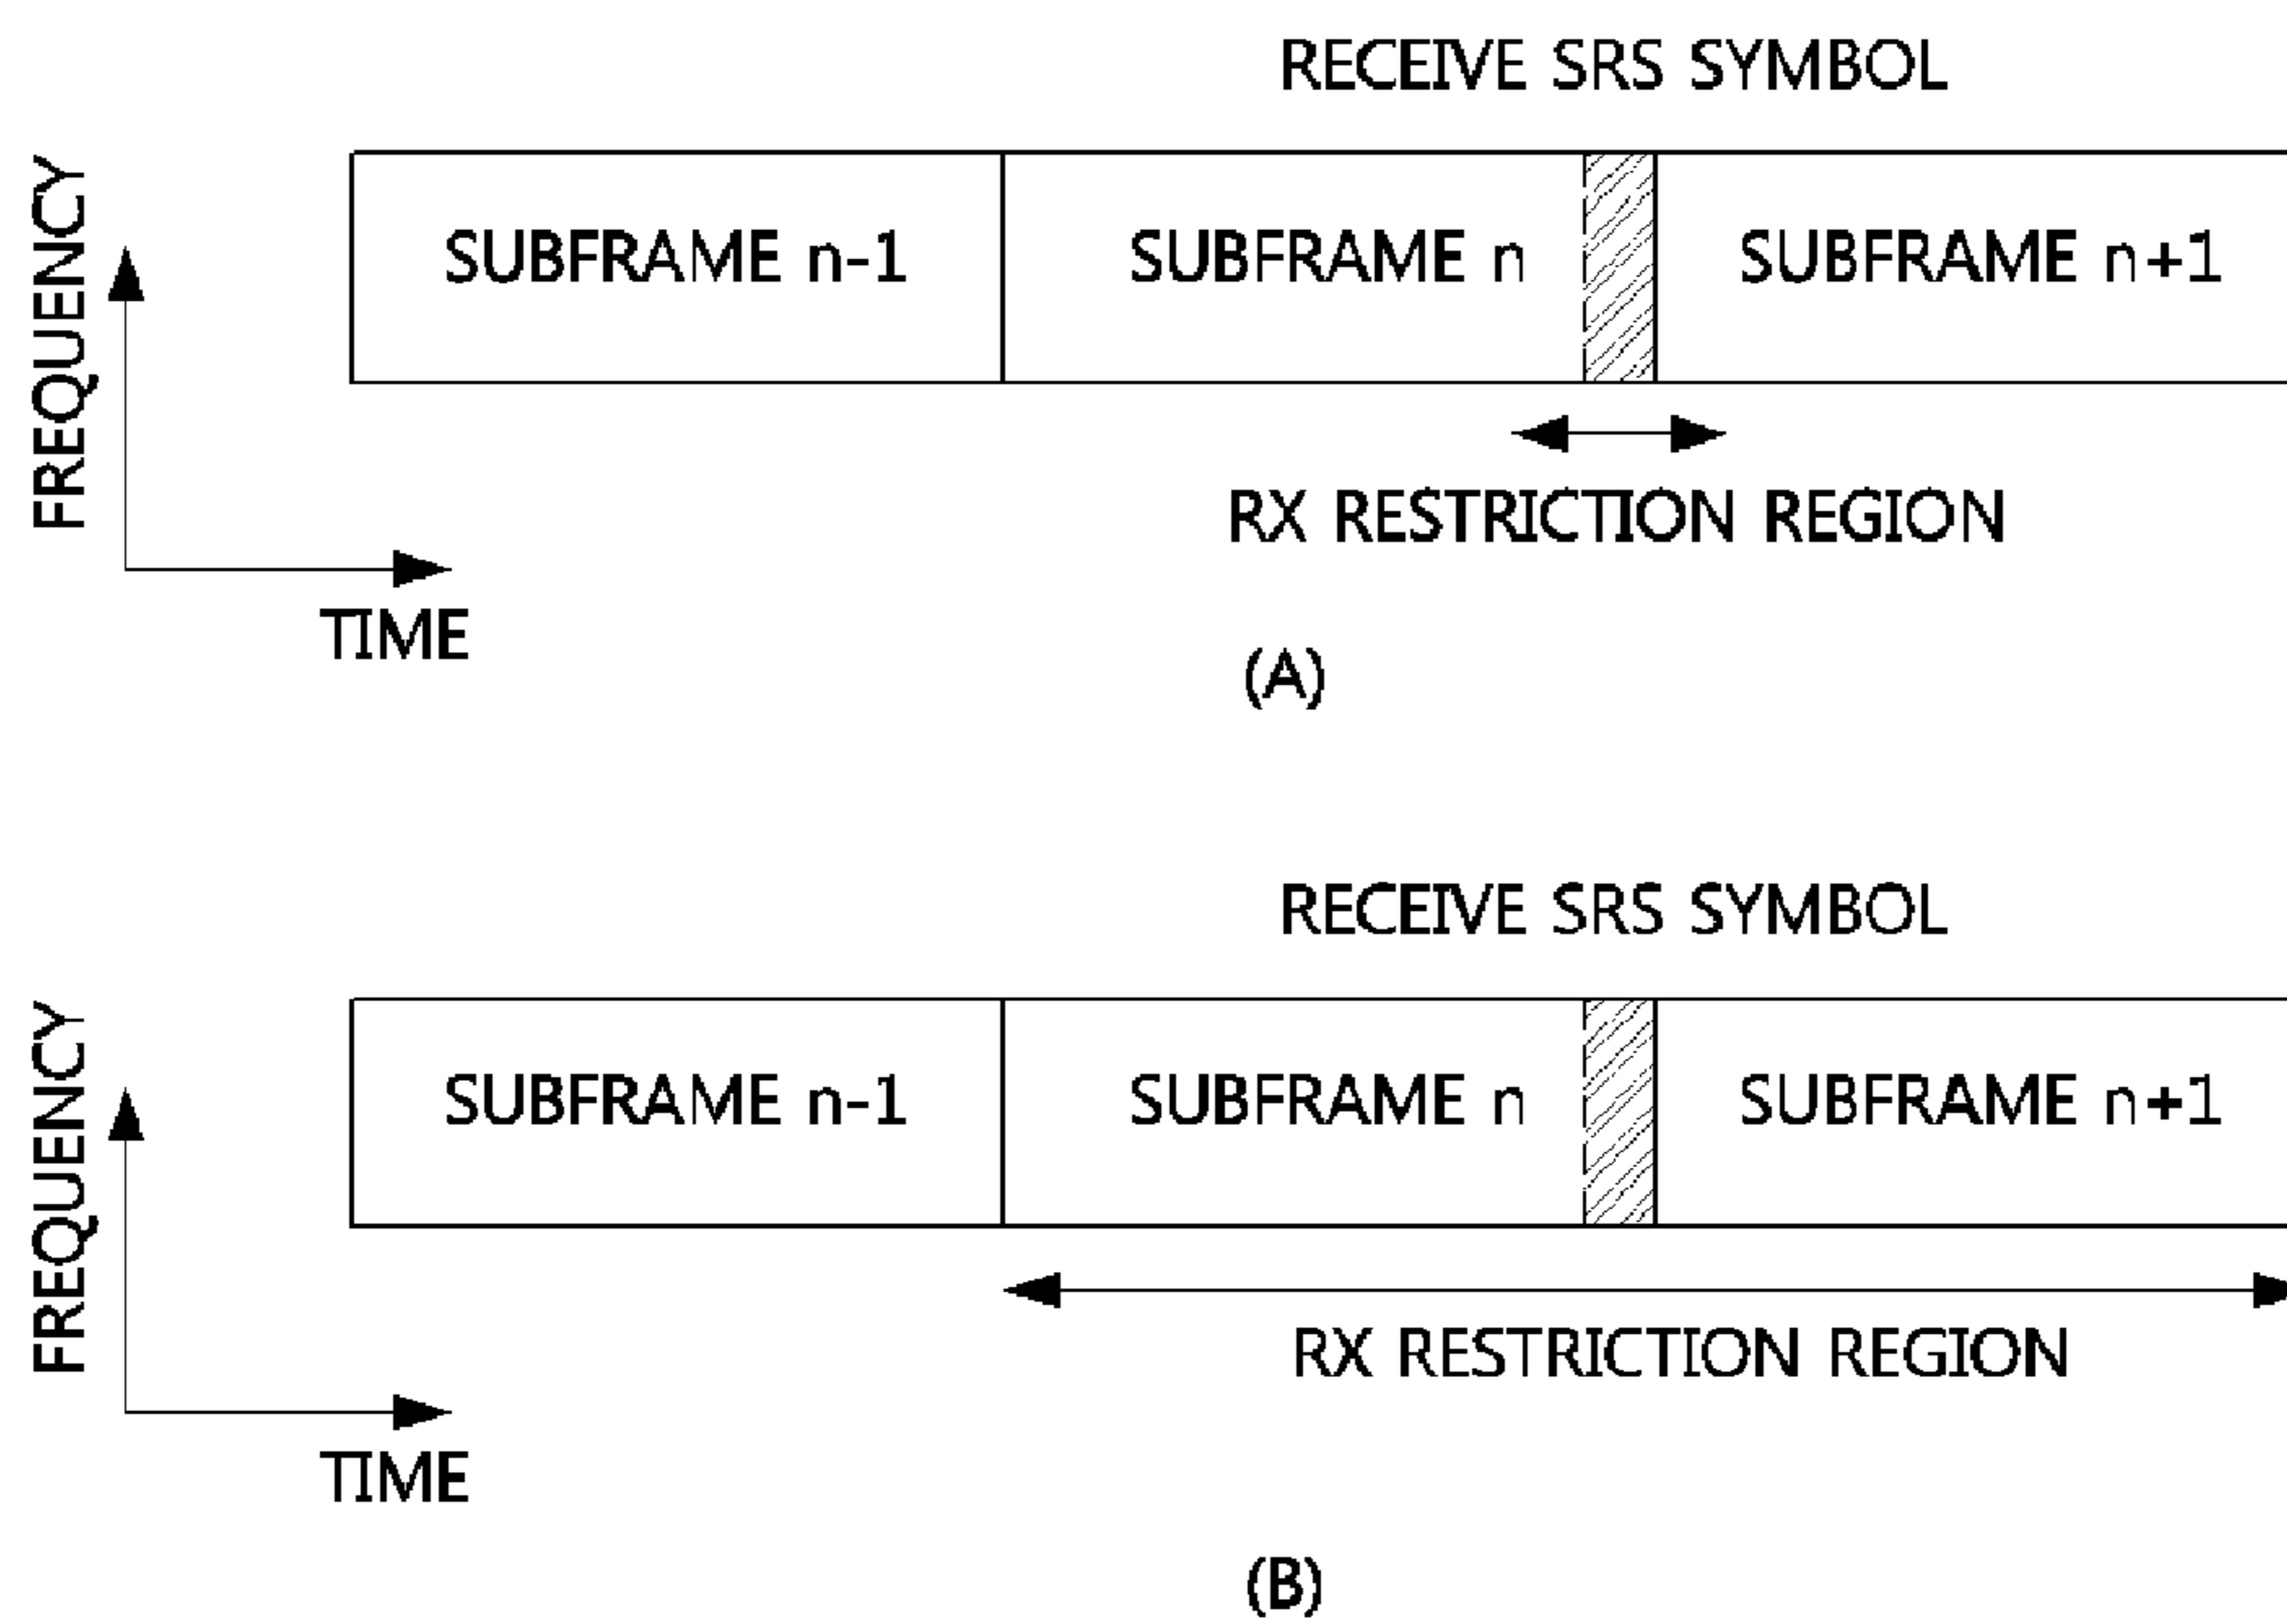 RECEIVE SRS SYMBOL
FREQUENCY
SUBFRAME n-1 SUBFRAME n SUBFRAME n+1
RX RESTRICTION REGION
TIME
(A)
RECEIVE SRS SYMBOL
FREQUENCY
SUBFRAME n-1 SUBFRAME n SUBFRAME n+1
RX RESTRICTION REGION
TIME
(B)